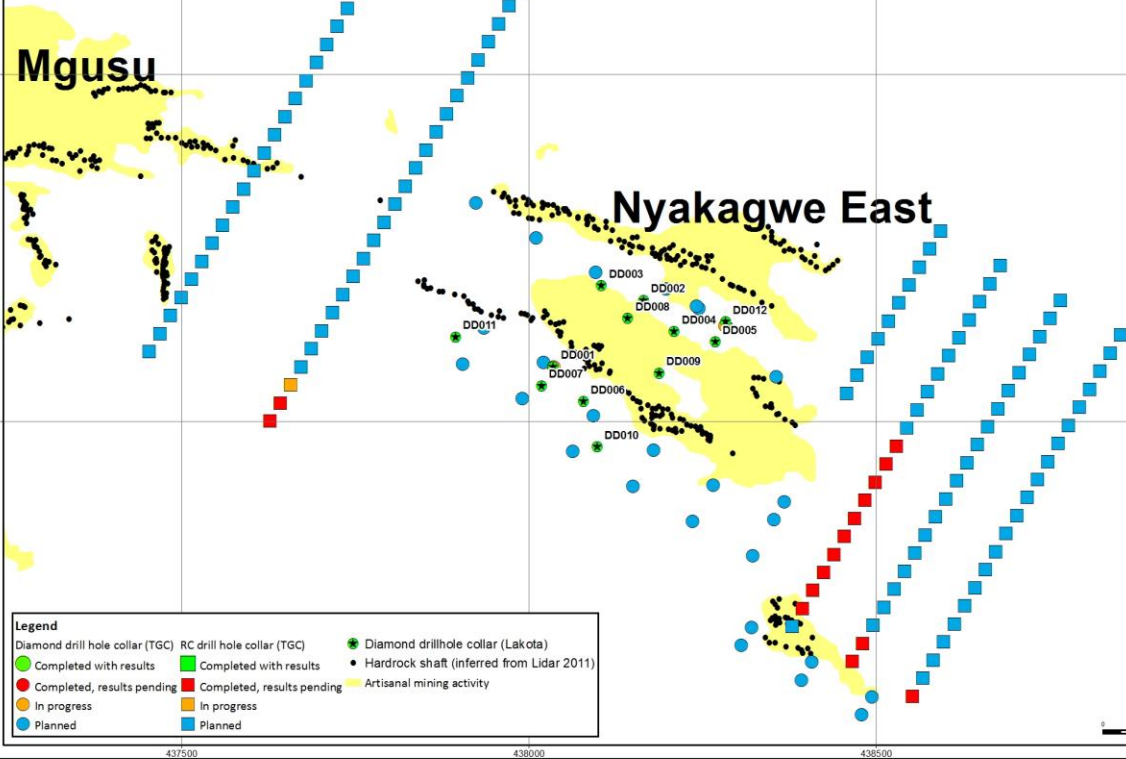 Mgusu
Nyakagwe East
DD003
DD002
DD008
DD012
DD004
DD005
DD011
DD001
DD009
DD007
DD006
DD010
Legend
Diamond drill hole collar (TGC) RC drill hole collar (TGC)
Completed with results Completed with results
Completed, results pending Completed, results pending
In progress In progress
Planned Planned
Diamond drillhole collar (Lakota)
Hardrock shaft (inferred from Lidar 2011)
Artisanal mining activity
0
437500 438000 438500